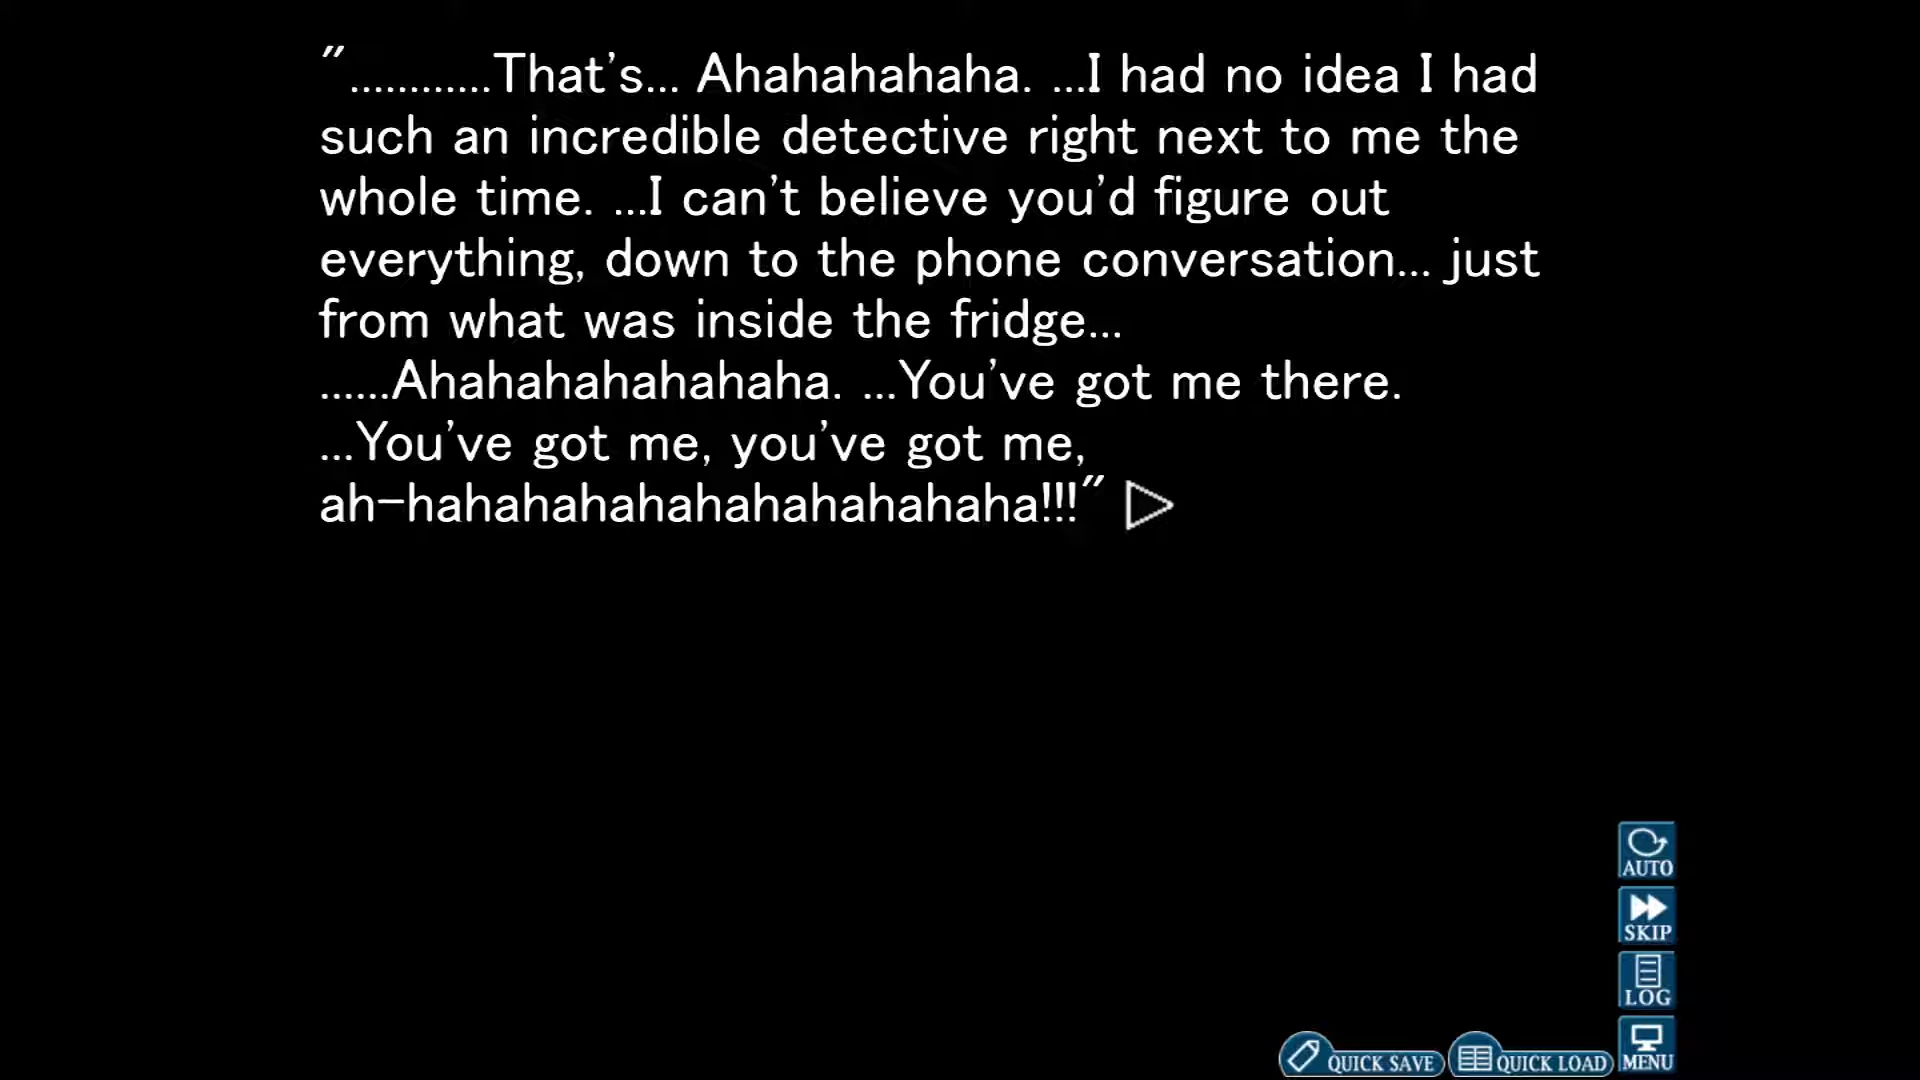 "............That's... Ahahahahaha. ...I had no idea I had
such an incredible detective right next to me the
whole time. ...I can't believe you'd figure out
everything, down to the phone conversation... just
from what was inside the fridge...
......Ahahahahahahaha. ...You've got me there.
...You've got me, you've got me,
ah-hahahahahahahahahahaha!!!"
AUTO
SKIP
LOG
MENU
QUICK SAVE
QUICK LOAD